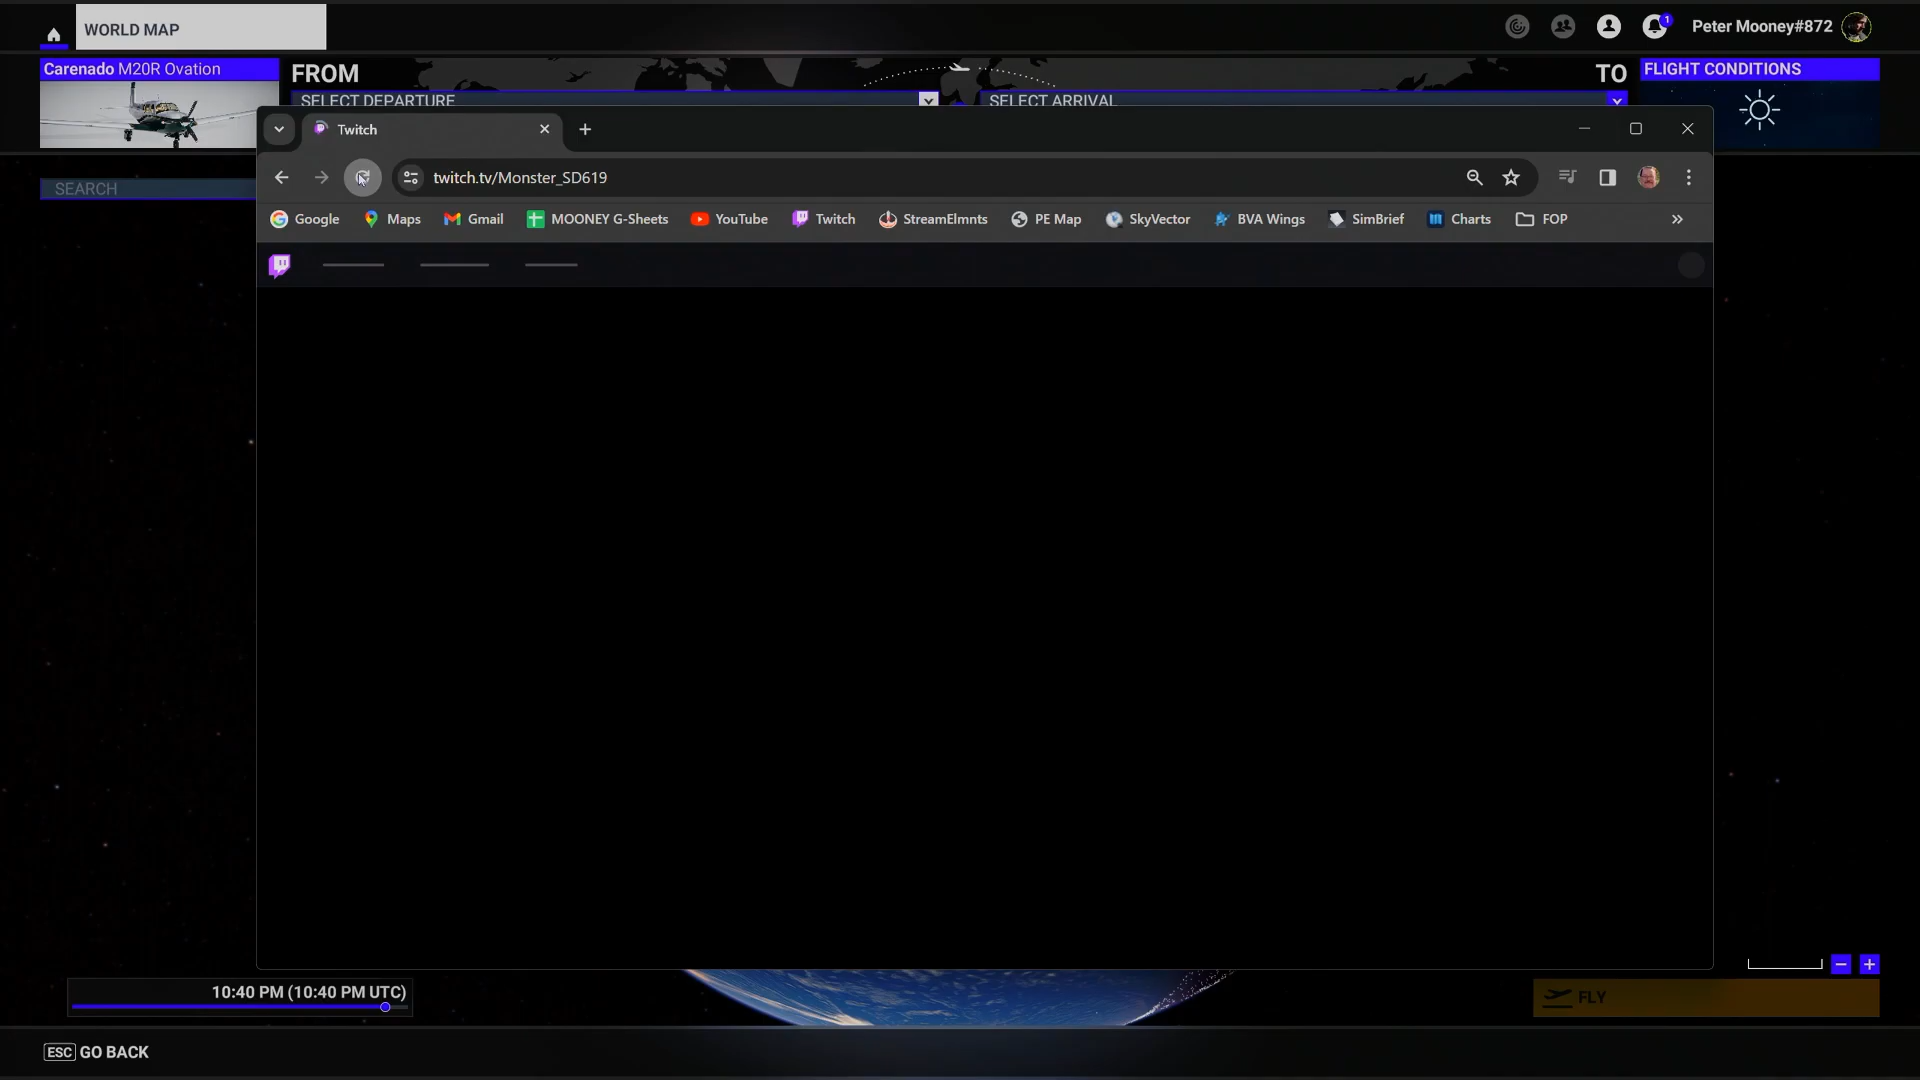 WORLD MAP
1
Peter Mooney#872
Carenado M20R Ovation
FROM
TO
FLIGHT CONDITIONS
SELECT DEPARTURE
SELECT ARRIVAL
Twitch
SEARCH
twitch.tv/Monster_SD619
Google
Maps
Gmail
MOONEY G-Sheets
YouTube
Twitch
StreamElmnts
PE Map
SkyVector
BVA Wings
SimBrief
Charts
FOP
10:40 PM (10:40 PM UTC)
FLY
ESC GO BACK